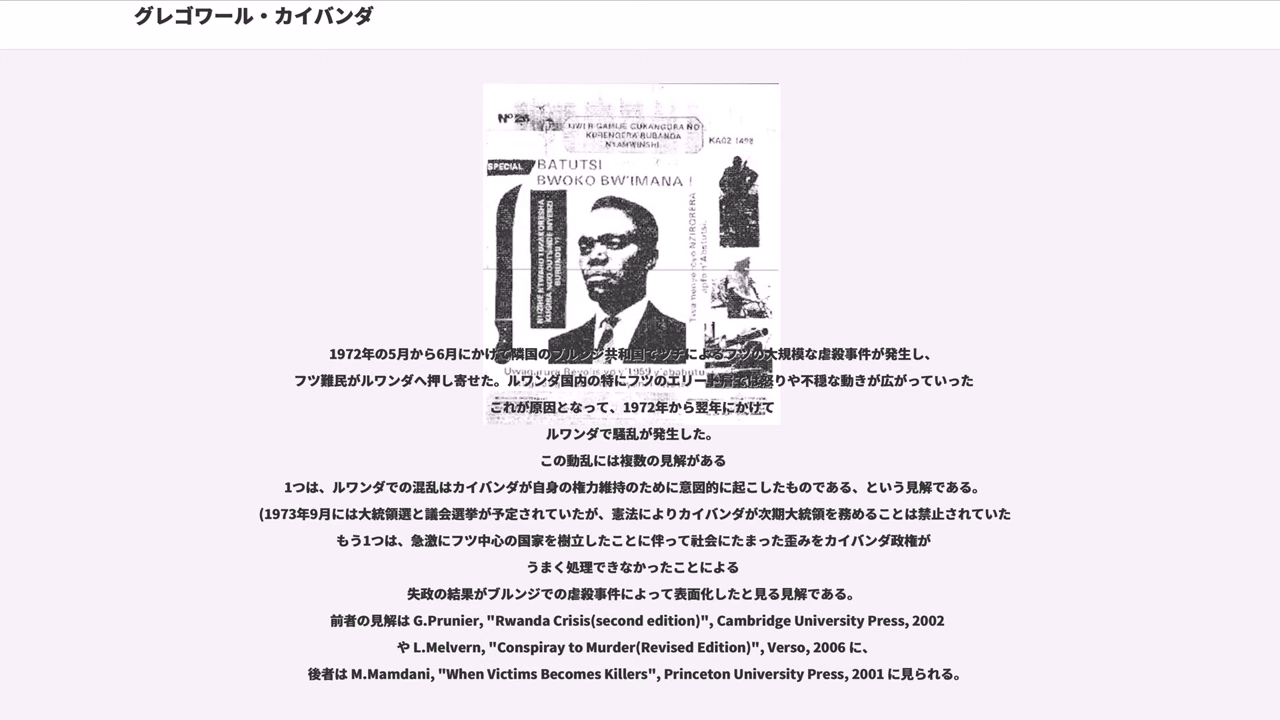 グレゴワール・カイバンダ
Nº 26
KURENGERA RUBANDA
KA02 1498
SPECIAL
BATUTSI
BWOKO BW'IMANA !
1972年の5月から6月にかけて隣国のブルンジ共和国でツチによるフツの大規模な虐殺事件が発生し、
フツ難民がルワンダへ押し寄せた。ルワンダ国内の特にフツのエリート層では怒りや不穏な動きが広がっていった
これが原因となって、1972年から翌年にかけて
ルワンダで騒乱が発生した。
この動乱には複数の見解がある
1つは、ルワンダでの混乱はカイバンダが自身の権力維持のために意図的に起こしたものである、という見解である。
(1973年9月には大統領選と議会選挙が予定されていたが、憲法によりカイバンダが次期大統領を務めることは禁止されていた
もう1つは、急激にフツ中心の国家を樹立したことに伴って社会にたまった歪みをカイバンダ政権が
うまく処理できなかったことによる
失政の結果がブルンジでの虐殺事件によって表面化したと見る見解である。
前者の見解は G.Prunier, "Rwanda Crisis(second edition)", Cambridge University Press, 2002
や L.Melvern, "Conspiray to Murder(Revised Edition)", Verso, 2006 に、
後者は M.Mamdani, "When Victims Becomes Killers", Princeton University Press, 2001 に見られる。